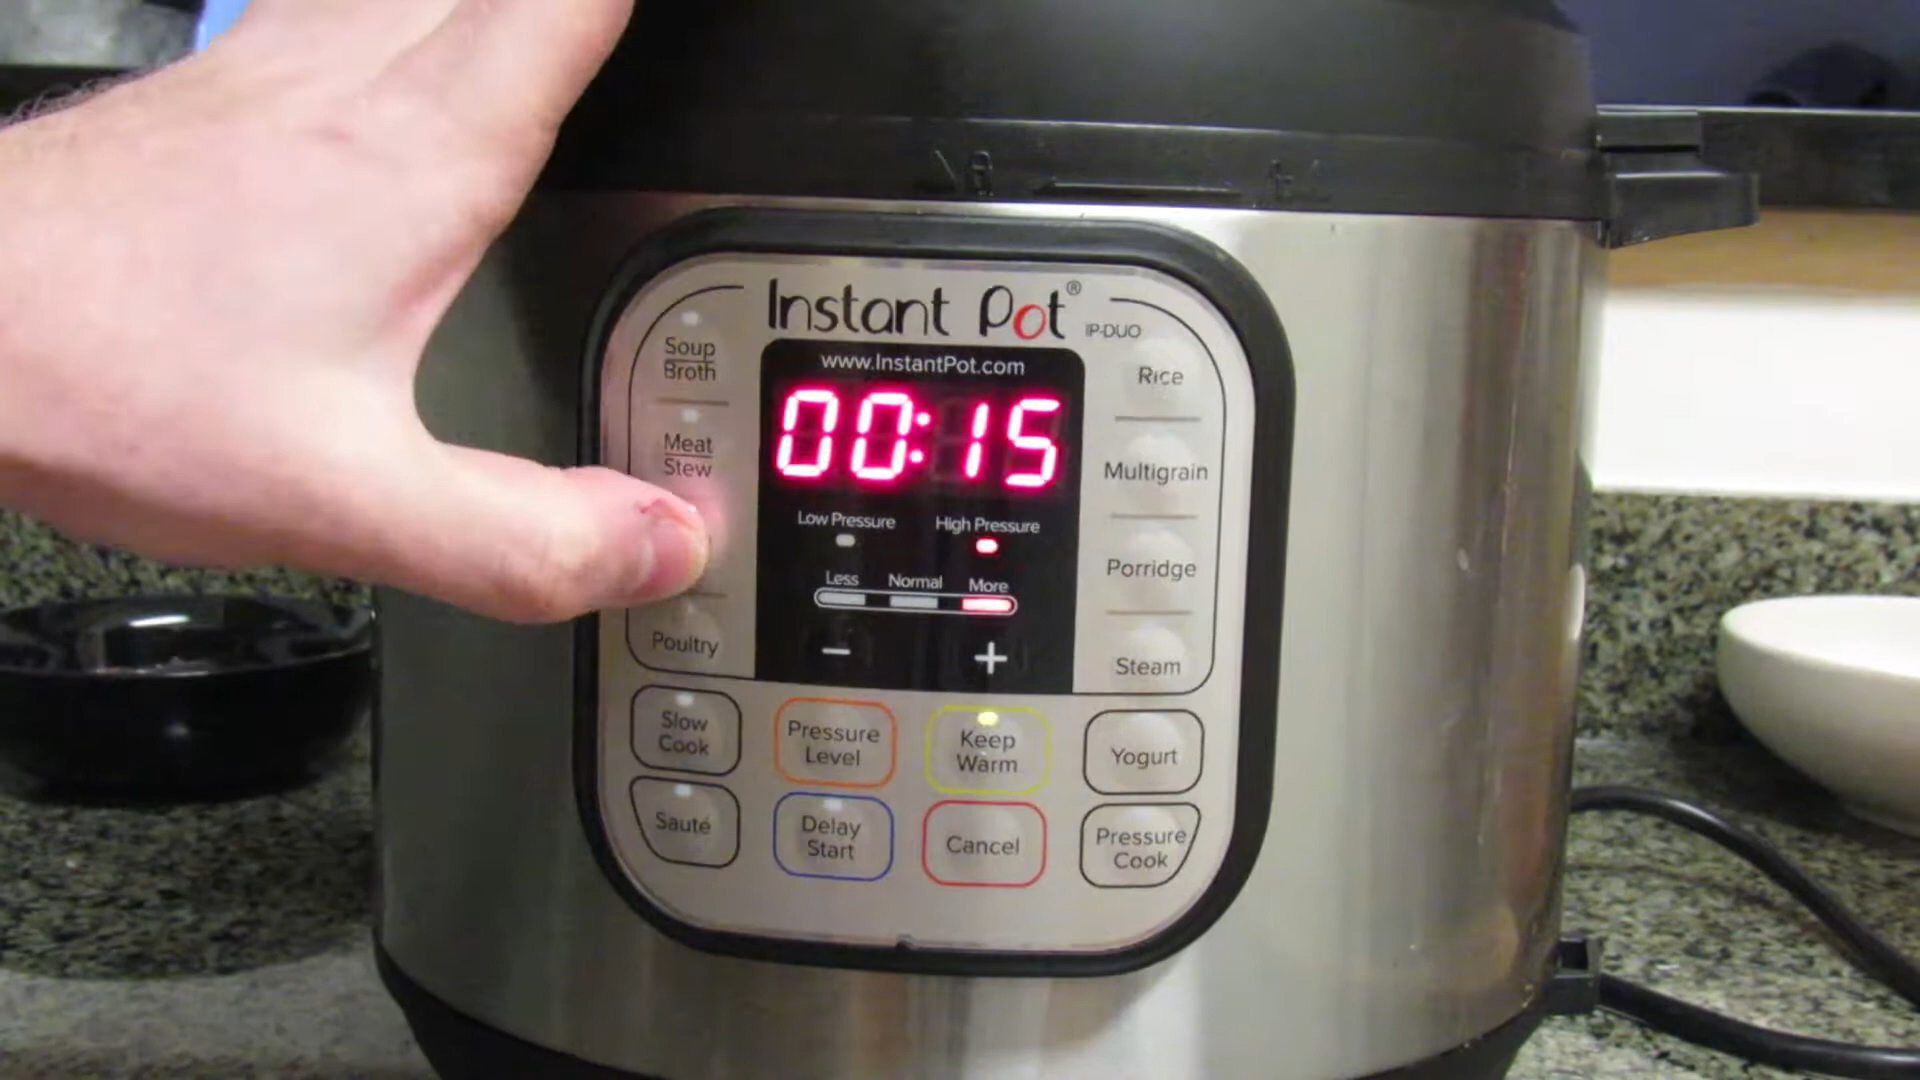 Instant Pot®
IP-DUO
www.InstantPot.com
00:15
Soup
Broth
Meat
Stew
Poultry
Low Pressure
High Pressure
Less
Normal
More
−
+
Rice
Multigrain
Porridge
Steam
Slow
Cook
Pressure
Level
Keep
Warm
Yogurt
Sauté
Delay
Start
Cancel
Pressure
Cook